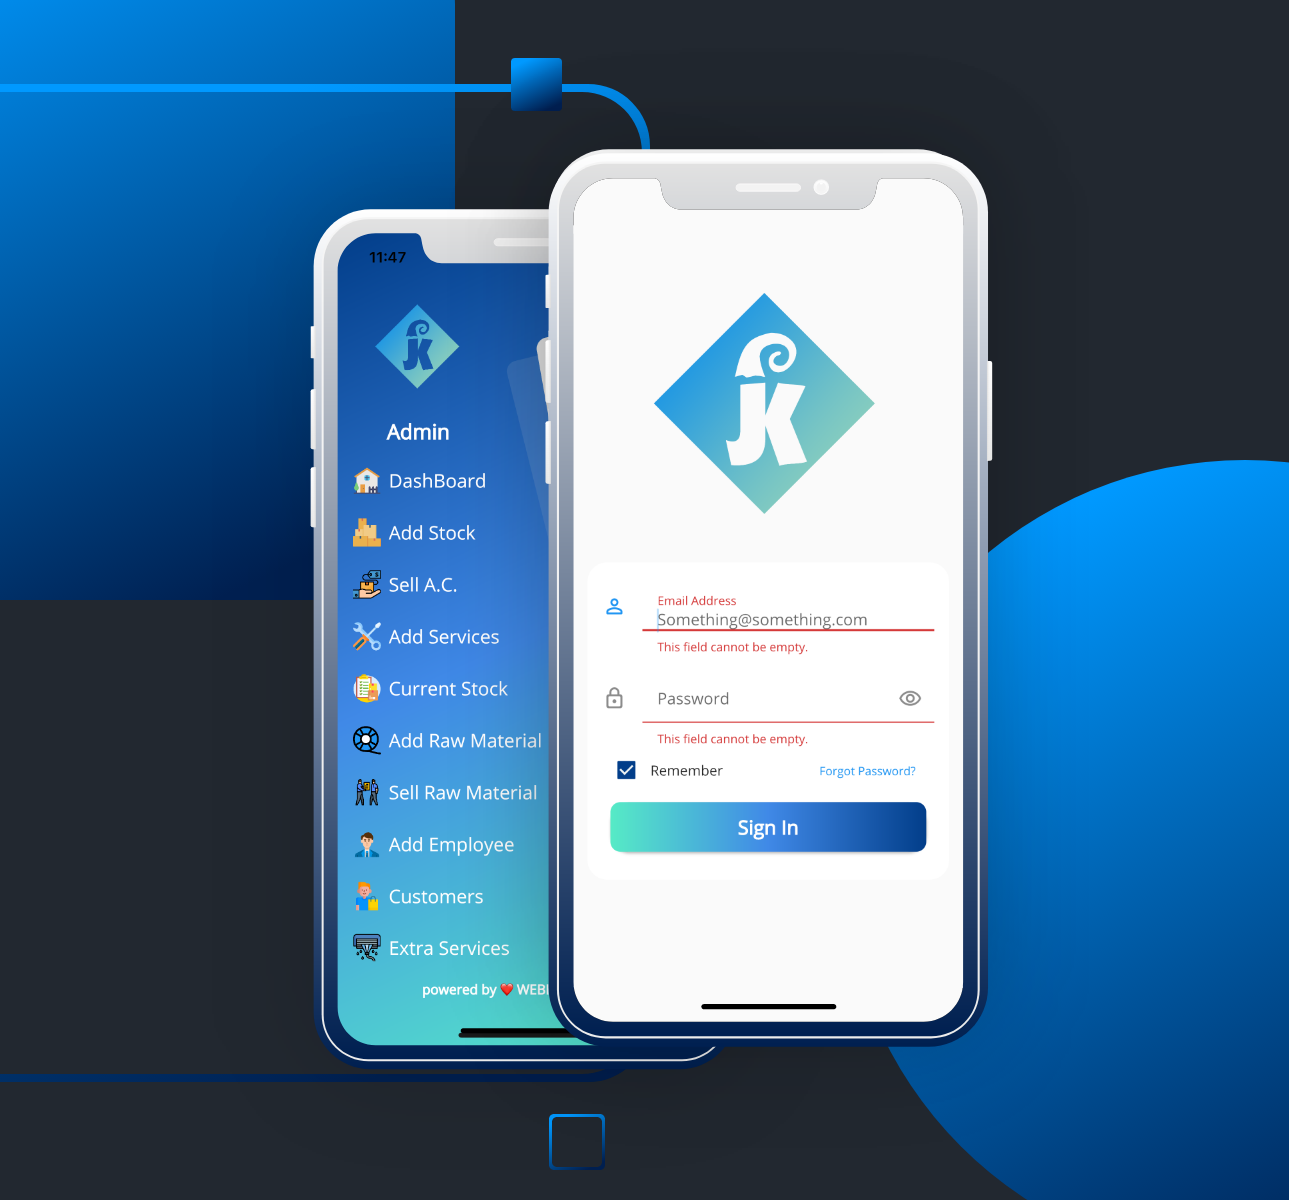 11:47
JK
Admin
DashBoard
Add Stock
Sell A.C.
Add Services
Current Stock
Add Raw Material
Sell Raw Material
Add Employee
Customers
Extra Services
powered by ❤️
JK
Email Address
Something@something.com
This field cannot be empty.
Password
This field cannot be empty.
Remember
Forgot Password?
Sign In